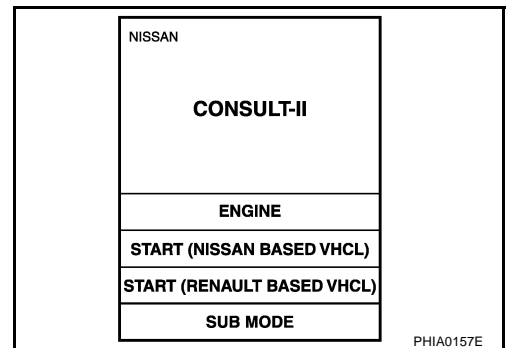 NISSAN
CONSULT-II
ENGINE
START (NISSAN BASED VHCL)
START (RENAULT BASED VHCL)
SUB MODE
PHIA0157E